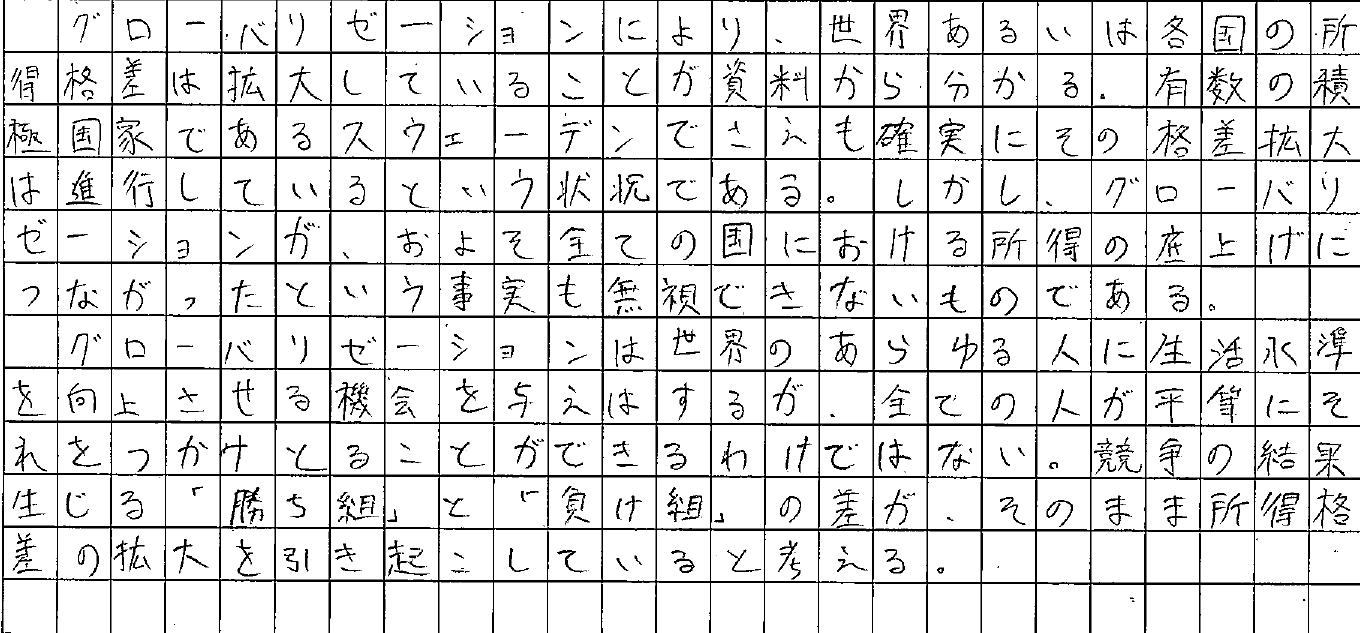 グローバリゼーションにより、世界あるいは各国の所
得格差は拡大していることが資料から分かる。有数の積
極国家であるスウェーデンでさえも確実にその格差拡大
は進行しているという状況である。しかし、グローバリ
ゼーションが、およそ全ての国における所得の底上げに
つながったという事実も無視できないものである。
グローバリゼーションは世界のあらゆる人に生活水準
を向上させる機会を与えはするが、全ての人が平等にそ
れをつかけとることができるわけではない。競争の結果
生じる「勝ち組」と「負け組」の差が、そのまま所得格
差の拡大を引き起こしていると考える。